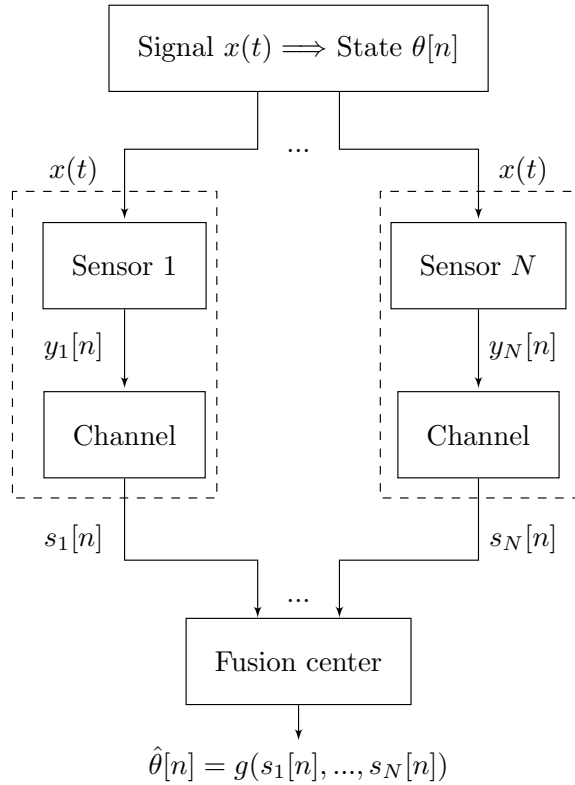 Signal x(t) ⟹ State θ[n]
...
x(t) x(t)
Sensor 1 Sensor N
y₁[n] y_N[n]
Channel Channel
s₁[n] s_N[n]
...
Fusion center
θ̂[n] = g(s₁[n], ..., s_N[n])